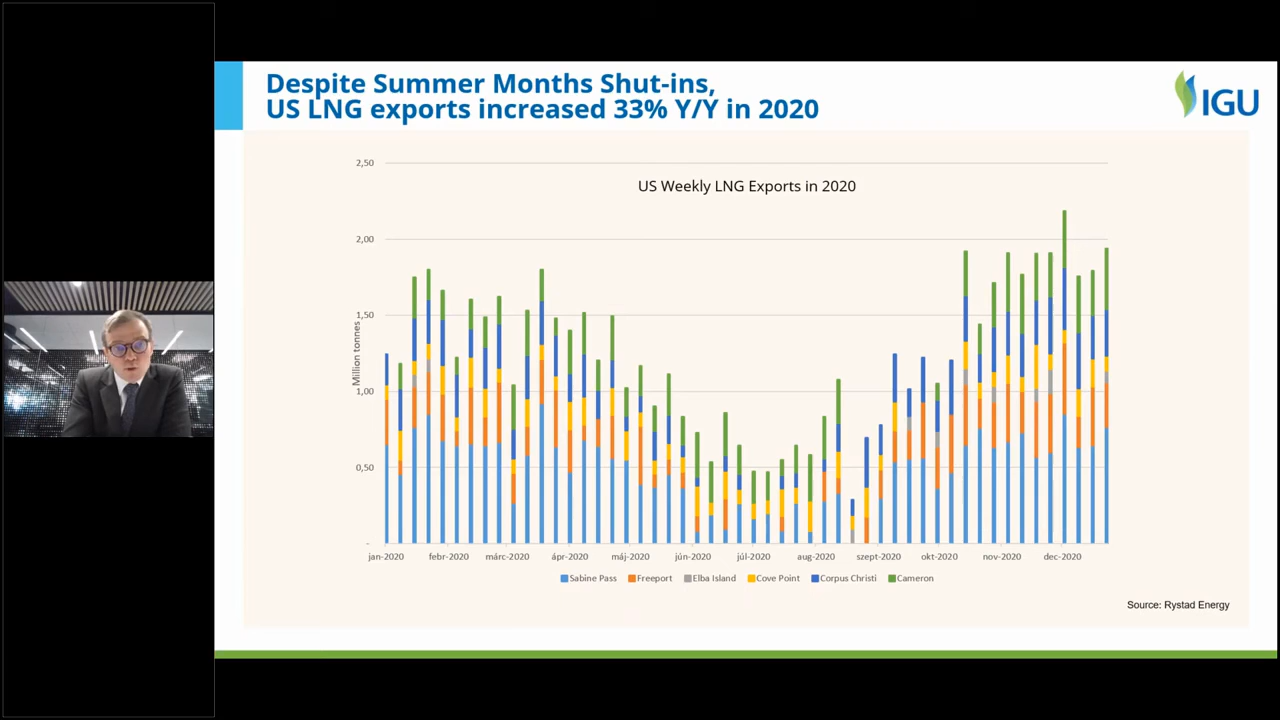 Despite Summer Months Shut-ins,
US LNG exports increased 33% Y/Y in 2020
IGU
US Weekly LNG Exports in 2020
2,50
2,00
1,50
1,00
0,50
-
Million tonnes
jan-2020 febr-2020 márc-2020 ápr-2020 máj-2020 jún-2020 júl-2020 aug-2020 szept-2020 okt-2020 nov-2020 dec-2020
Sabine Pass Freeport Elba Island Cove Point Corpus Christi Cameron
Source: Rystad Energy